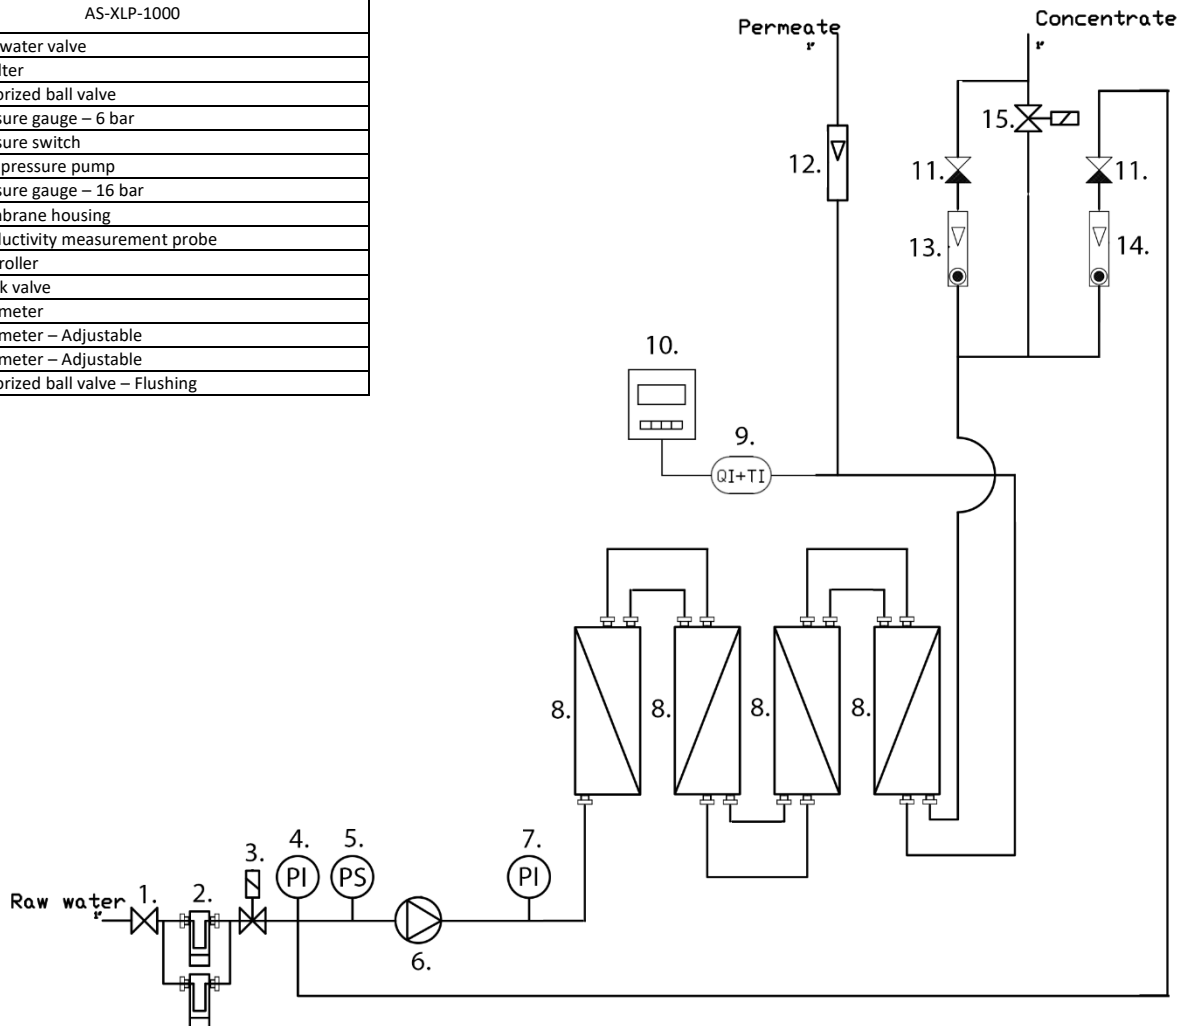 AS-XLP-1000
water valve
lter
orized ball valve
sure gauge – 6 bar
sure switch
pressure pump
sure gauge – 16 bar
brane housing
ductivity measurement probe
roller
k valve
meter
meter – Adjustable
meter – Adjustable
orized ball valve – Flushing
Permeate
Concentrate
15.
12.
11.
11.
13.
14.
10.
9.
QI+TI
8.
8.
8.
8.
3.
4.
5.
7.
PI
PS
PI
Raw water
1.
2.
6.